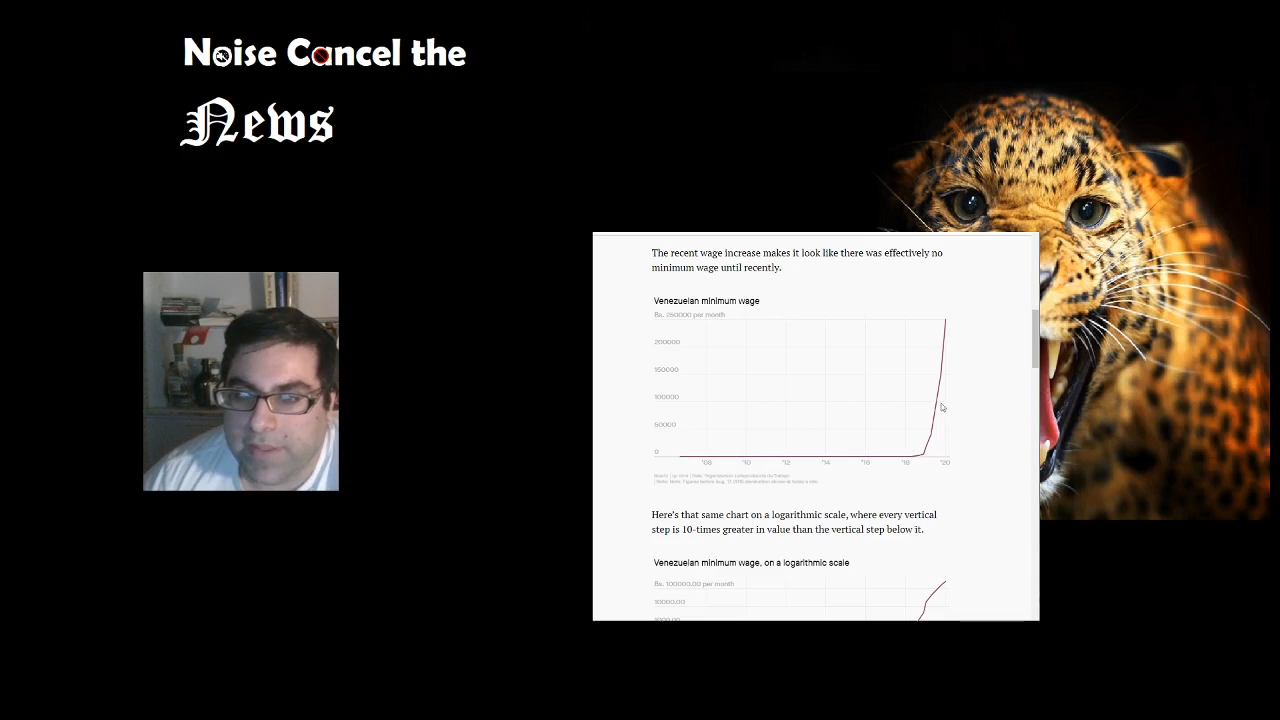 Noise Cancel the
News
The recent wage increase makes it look like there was effectively no
minimum wage until recently.
Venezuelan minimum wage
Bs. 250000 per month
200000
150000
100000
50000
0
'08 '10 '12 '14 '16 '18 '20
Here's that same chart on a logarithmic scale, where every vertical
step is 10-times greater in value than the vertical step below it.
Venezuelan minimum wage, on a logarithmic scale
Bs. 100000.00 per month
10000.00